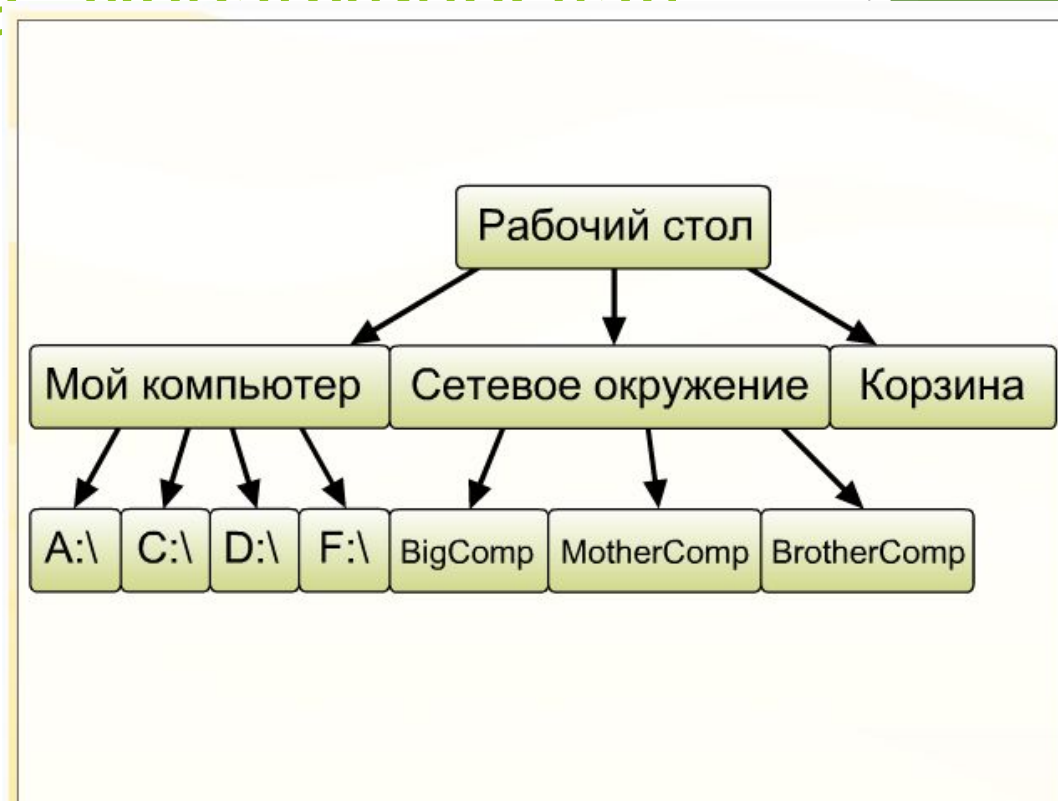 Рабочий стол
Мой компьютер Сетевое окружение Корзина
A:\ C:\ D:\ F:\ BigComp MotherComp BrotherComp